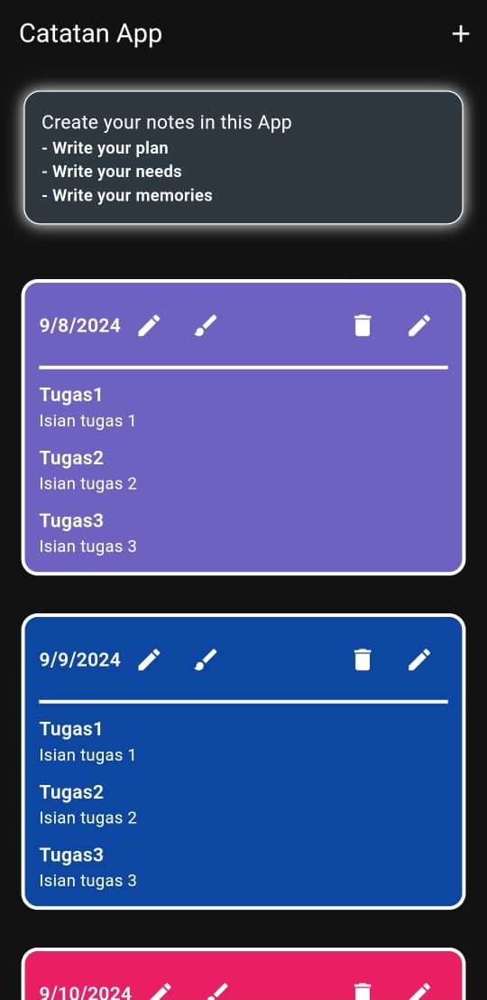 Catatan App
Create your notes in this App
- Write your plan
- Write your needs
- Write your memories
9/8/2024
Tugas1
Isian tugas 1
Tugas2
Isian tugas 2
Tugas3
Isian tugas 3
9/9/2024
Tugas1
Isian tugas 1
Tugas2
Isian tugas 2
Tugas3
Isian tugas 3
9/10/2024